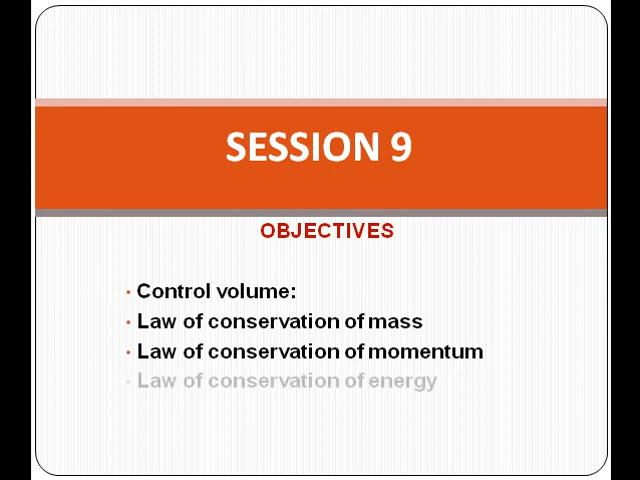 SESSION 9
OBJECTIVES
• Control volume:
• Law of conservation of mass
• Law of conservation of momentum
• Law of conservation of energy